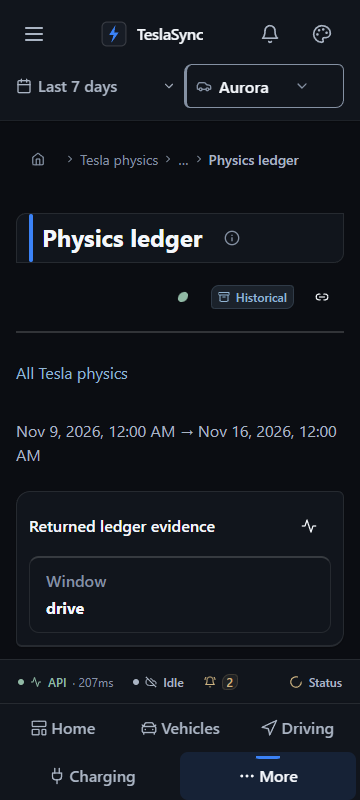 TeslaSync
Last 7 days
Aurora
Tesla physics
...
Physics ledger
Physics ledger
Historical
All Tesla physics
Nov 9, 2026, 12:00 AM → Nov 16, 2026, 12:00
AM
Returned ledger evidence
Window
drive
API · 207ms
Idle
2
Status
Home
Vehicles
Driving
Charging
More